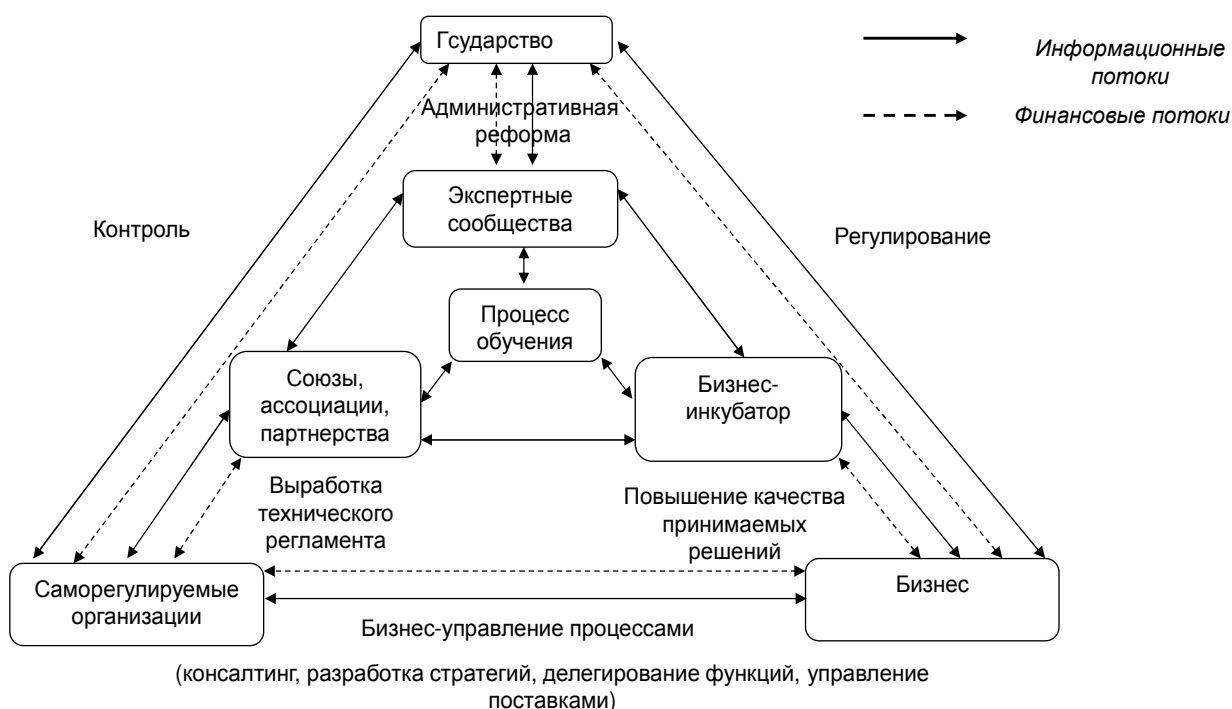 Гсударство
Информационные
потоки
Финансовые потоки
Административная
реформа
Экспертные
сообщества
Контроль
Регулирование
Процесс
обучения
Союзы,
ассоциации,
партнерства
Бизнес-
инкубатор
Выработка
технического
регламента
Повышение качества
принимаемых
решений
Саморегулируемые
организации
Бизнес
Бизнес-управление процессами
(консалтинг, разработка стратегий, делегирование функций, управление
поставками)